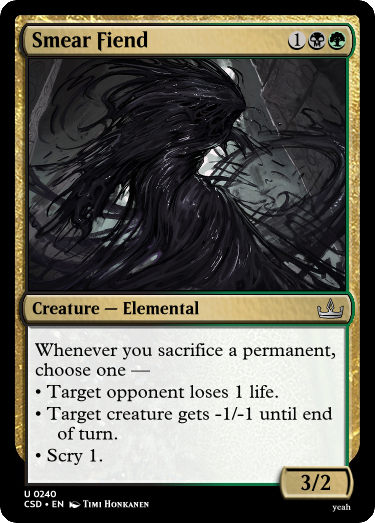 Smear Fiend 1
Creature — Elemental
Whenever you sacrifice a permanent,
choose one —
• Target opponent loses 1 life.
• Target creature gets -1/-1 until end
of turn.
• Scry 1.
3/2
U 0240
CSD • EN Timi Honkanen
yeah